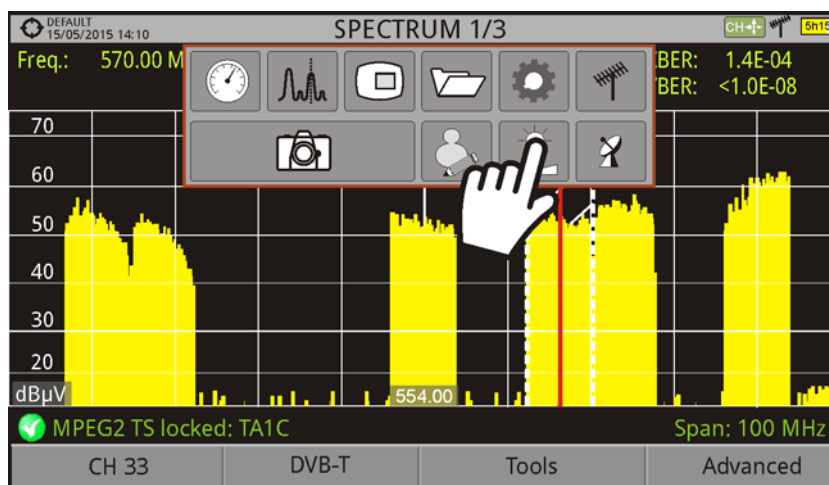 DEFAULT
15/05/2015 14:10
SPECTRUM 1/3
CH
5h15
Freq.: 570.00 M
BER: 1.4E-04
BER: <1.0E-08
70
60
50
40
30
20
dBµV
554.00
MPEG2 TS locked: TA1C
Span: 100 MHz
CH 33
DVB-T
Tools
Advanced